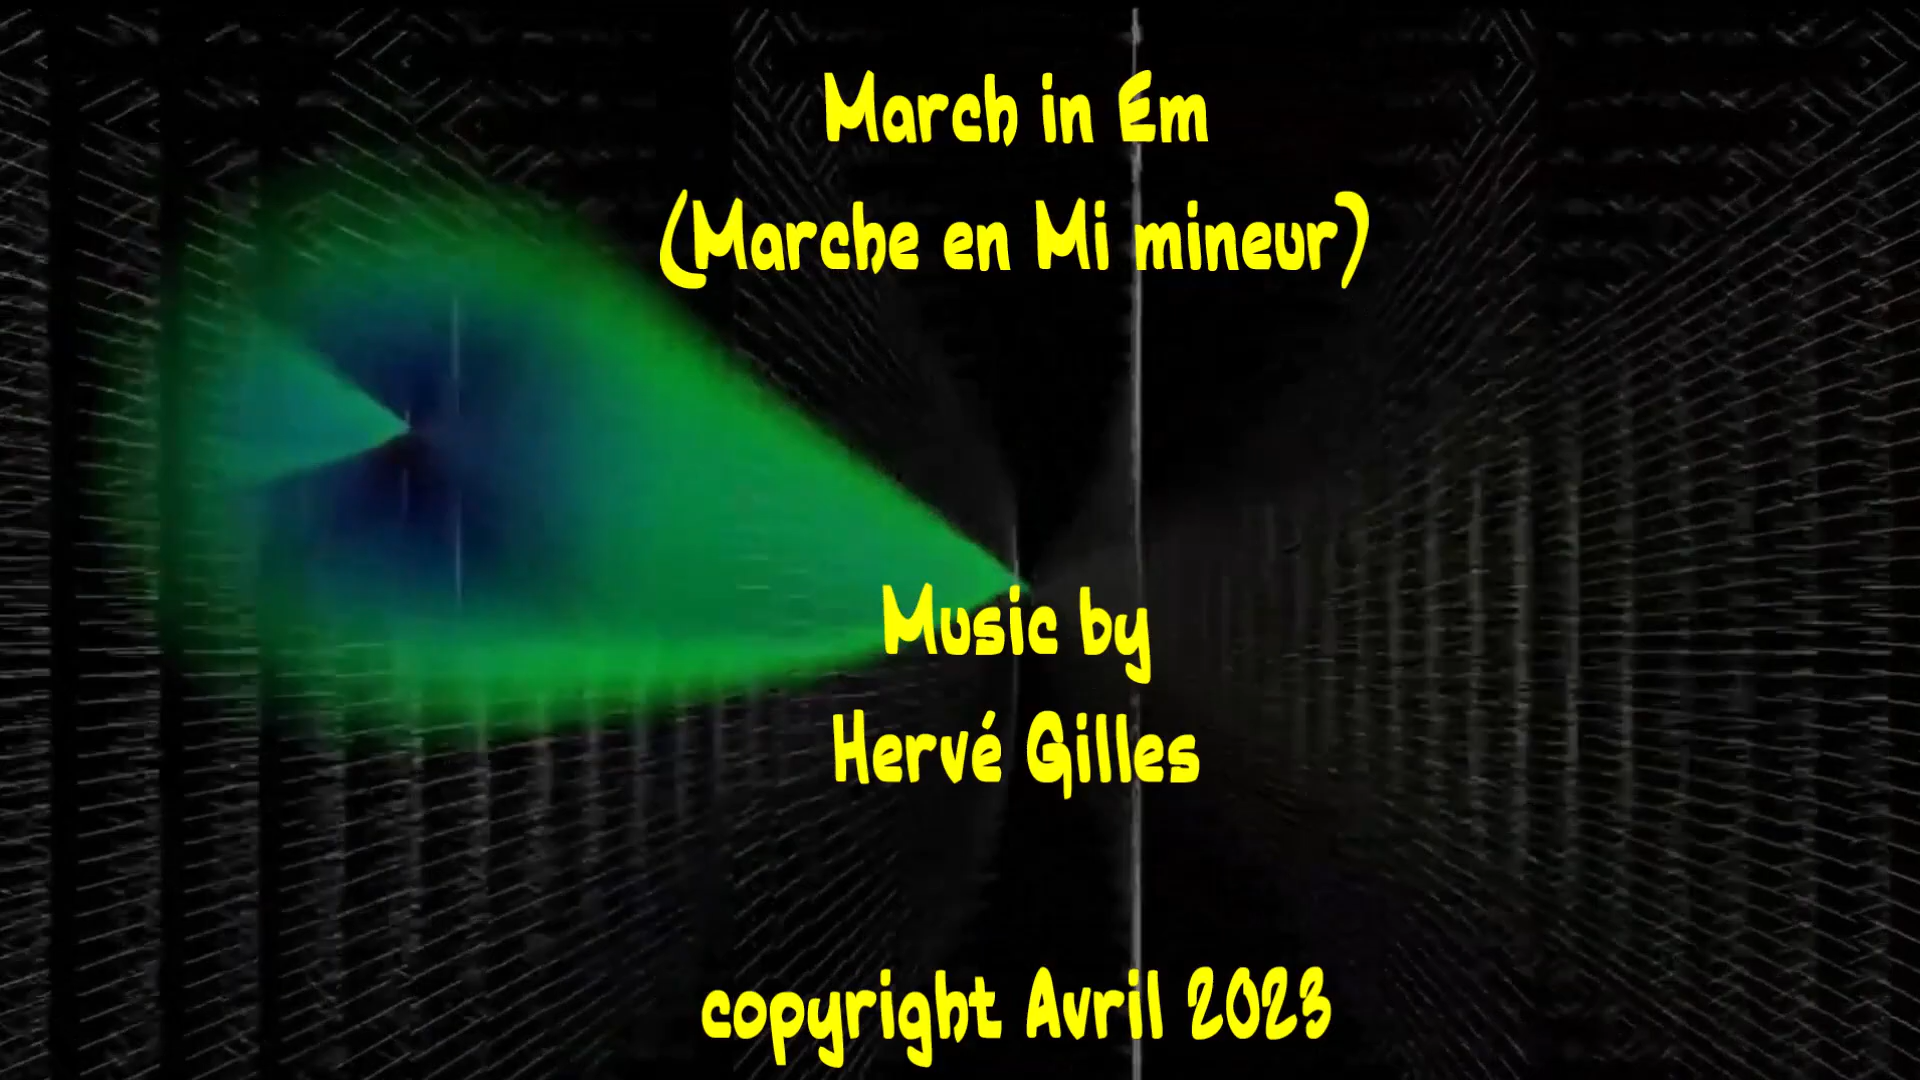 March in Em
(Marche en Mi mineur)
Music by
Hervé Gilles
copyright Avril 2023